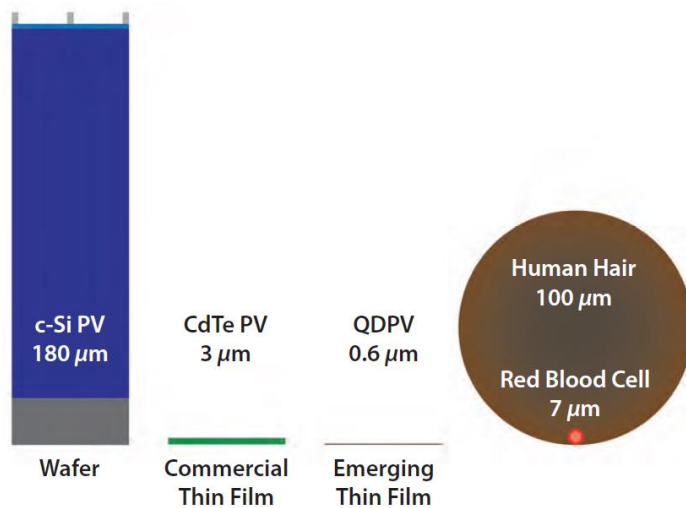 c-Si PV
180 µm
Wafer
CdTe PV
3 µm
Commercial
Thin Film
QDPV
0.6 µm
Emerging
Thin Film
Human Hair
100 µm
Red Blood Cell
7 µm